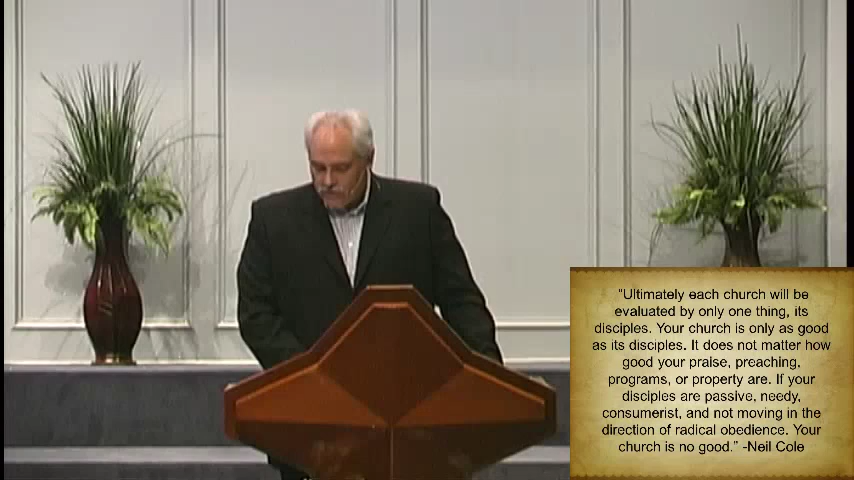 "Ultimately each church will be
evaluated by only one thing, its
disciples. Your church is only as good
as its disciples. It does not matter how
good your praise, preaching,
programs, or property are. If your
disciples are passive, needy,
consumerist, and not moving in the
direction of radical obedience. Your
church is no good." -Neil Cole